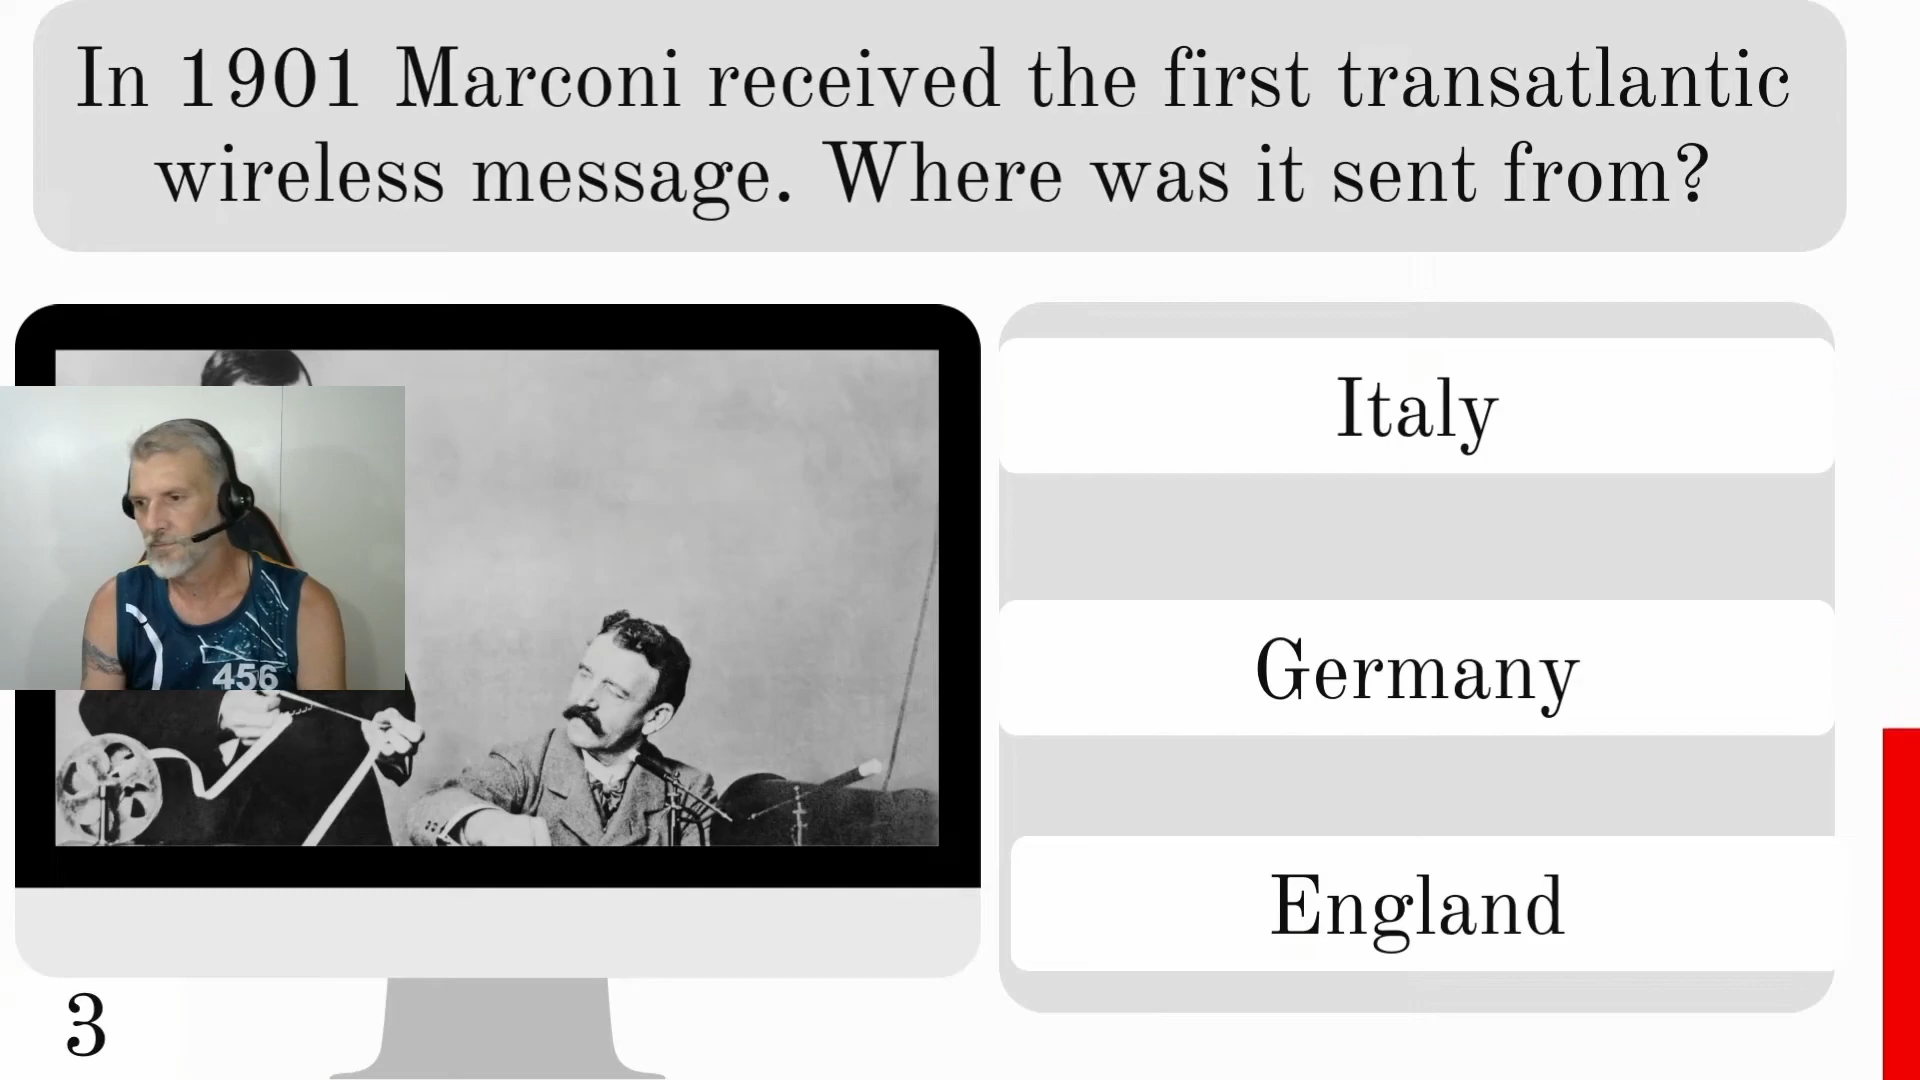 In 1901 Marconi received the first transatlantic
wireless message. Where was it sent from?
Italy
456
Germany
England
3